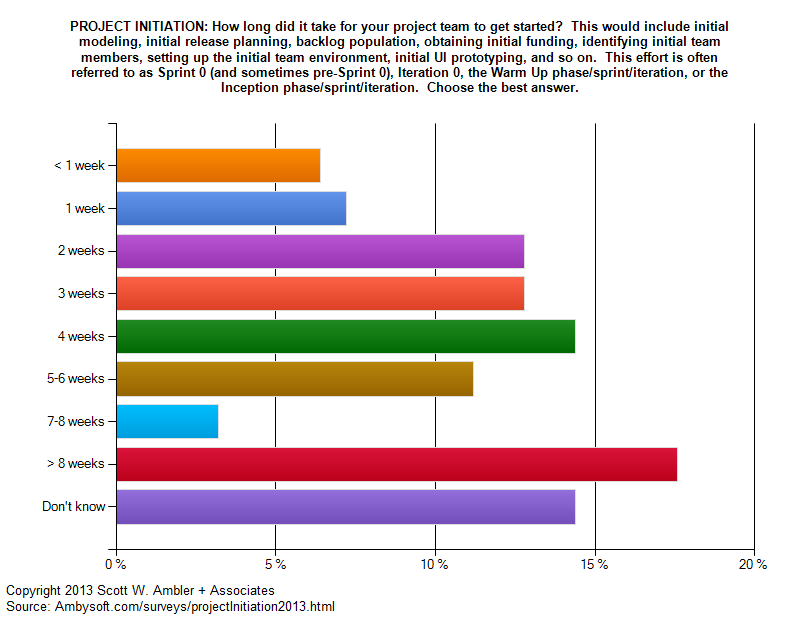 PROJECT INITIATION: How long did it take for your project team to get started?  This would include initial
modeling, initial release planning, backlog population, obtaining initial funding, identifying initial team
members, setting up the initial team environment, initial UI prototyping, and so on.  This effort is often
referred to as Sprint 0 (and sometimes pre-Sprint 0), Iteration 0, the Warm Up phase/sprint/iteration, or the
Inception phase/sprint/iteration.  Choose the best answer.
< 1 week
1 week
2 weeks
3 weeks
4 weeks
5-6 weeks
7-8 weeks
> 8 weeks
Don't know
0 % 5 % 10 % 15 % 20 %
Copyright 2013 Scott W. Ambler + Associates
Source: Ambysoft.com/surveys/projectInitiation2013.html